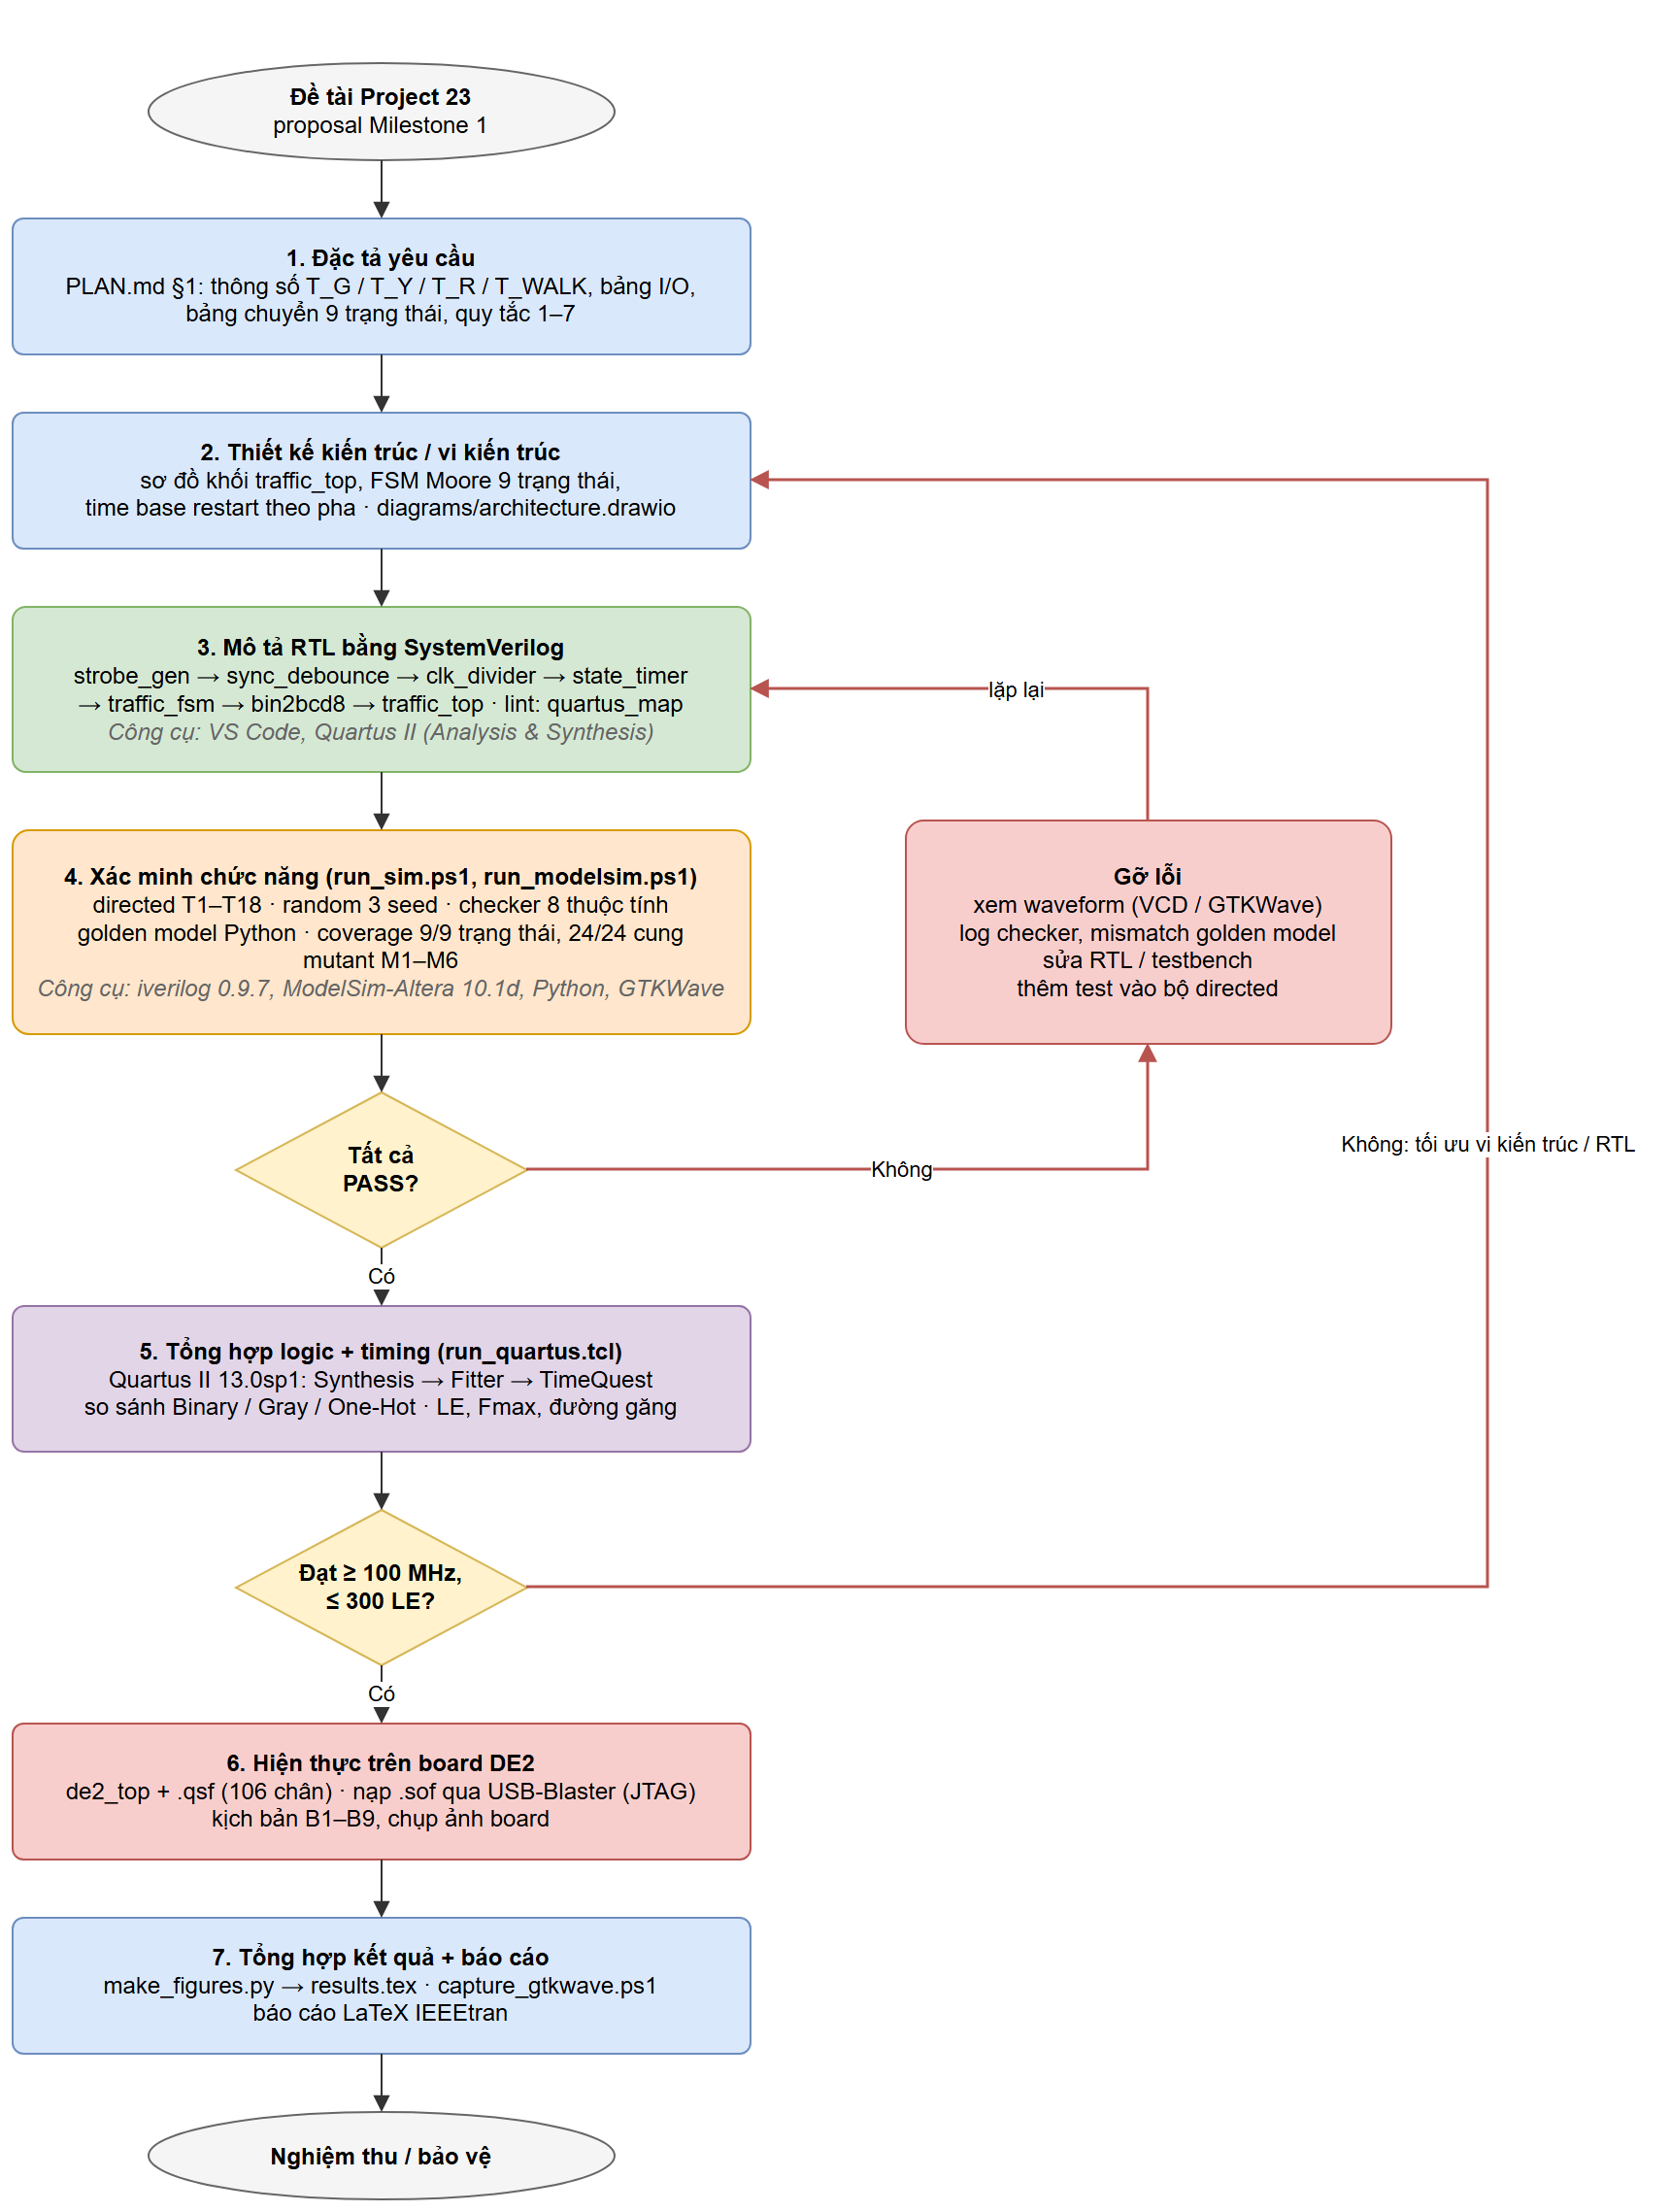 Đề tài Project 23
proposal Milestone 1
1. Đặc tả yêu cầu
PLAN.md §1: thông số T_G / T_Y / T_R / T_WALK, bảng I/O,
bảng chuyển 9 trạng thái, quy tắc 1–7
2. Thiết kế kiến trúc / vi kiến trúc
sơ đồ khối traffic_top, FSM Moore 9 trạng thái,
time base restart theo pha · diagrams/architecture.drawio
3. Mô tả RTL bằng SystemVerilog
strobe_gen → sync_debounce → clk_divider → state_timer
→ traffic_fsm → bin2bcd8 → traffic_top · lint: quartus_map
Công cụ: VS Code, Quartus II (Analysis & Synthesis)
lặp lại
4. Xác minh chức năng (run_sim.ps1, run_modelsim.ps1)
directed T1–T18 · random 3 seed · checker 8 thuộc tính
golden model Python · coverage 9/9 trạng thái, 24/24 cung
mutant M1–M6
Công cụ: iverilog 0.9.7, ModelSim-Altera 10.1d, Python, GTKWave
Gỡ lỗi
xem waveform (VCD / GTKWave)
log checker, mismatch golden model
sửa RTL / testbench
thêm test vào bộ directed
Tất cả
PASS?
Không
Không: tối ưu vi kiến trúc / RTL
Có
5. Tổng hợp logic + timing (run_quartus.tcl)
Quartus II 13.0sp1: Synthesis → Fitter → TimeQuest
so sánh Binary / Gray / One-Hot · LE, Fmax, đường găng
Đạt ≥ 100 MHz,
≤ 300 LE?
Có
6. Hiện thực trên board DE2
de2_top + .qsf (106 chân) · nạp .sof qua USB-Blaster (JTAG)
kịch bản B1–B9, chụp ảnh board
7. Tổng hợp kết quả + báo cáo
make_figures.py → results.tex · capture_gtkwave.ps1
báo cáo LaTeX IEEEtran
Nghiệm thu / bảo vệ